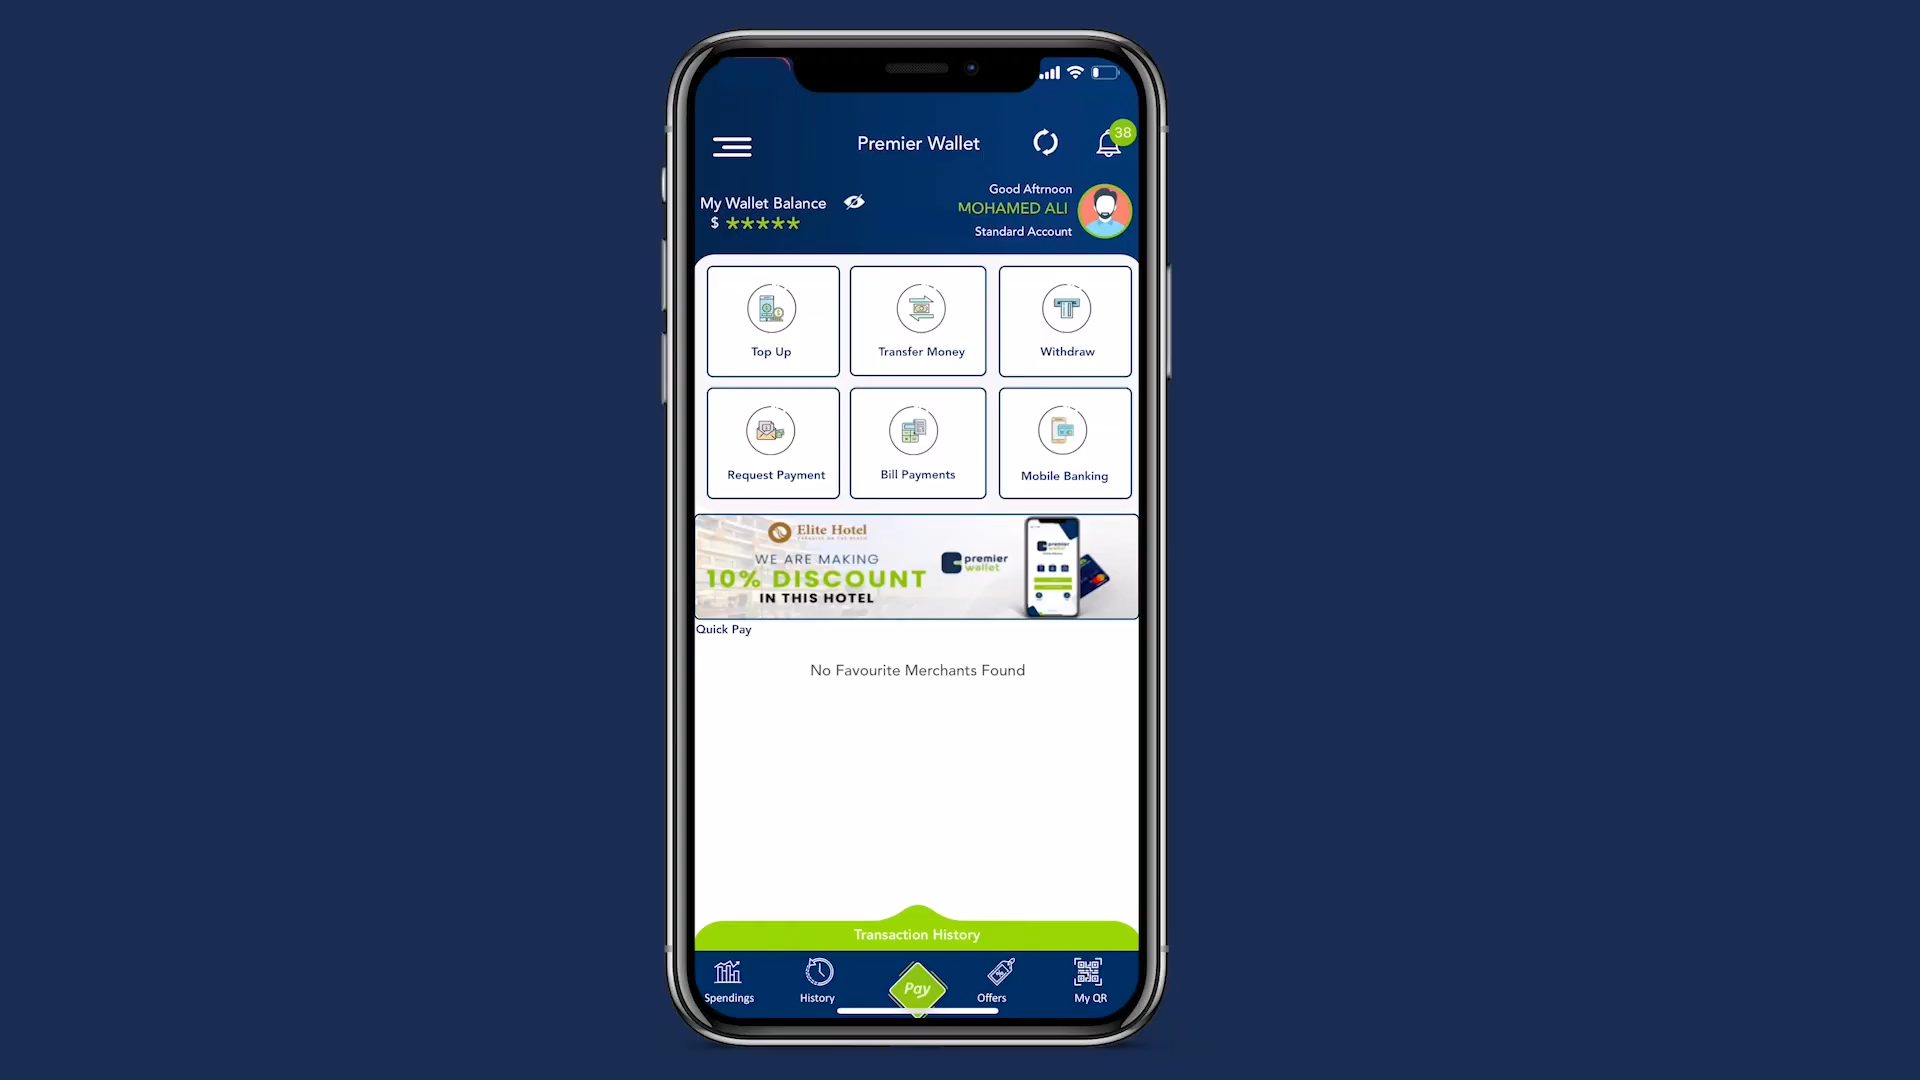 Premier Wallet
38
My Wallet Balance
$ *****
Good Aftrnoon
MOHAMED ALI
Standard Account
Top Up
Transfer Money
Withdraw
Request Payment
Bill Payments
Mobile Banking
Elite Hotel
WE ARE MAKING
10% DISCOUNT
IN THIS HOTEL
premier
wallet
premier
wallet
Quick Pay
No Favourite Merchants Found
Transaction History
Spendings
History
Pay
Offers
My QR